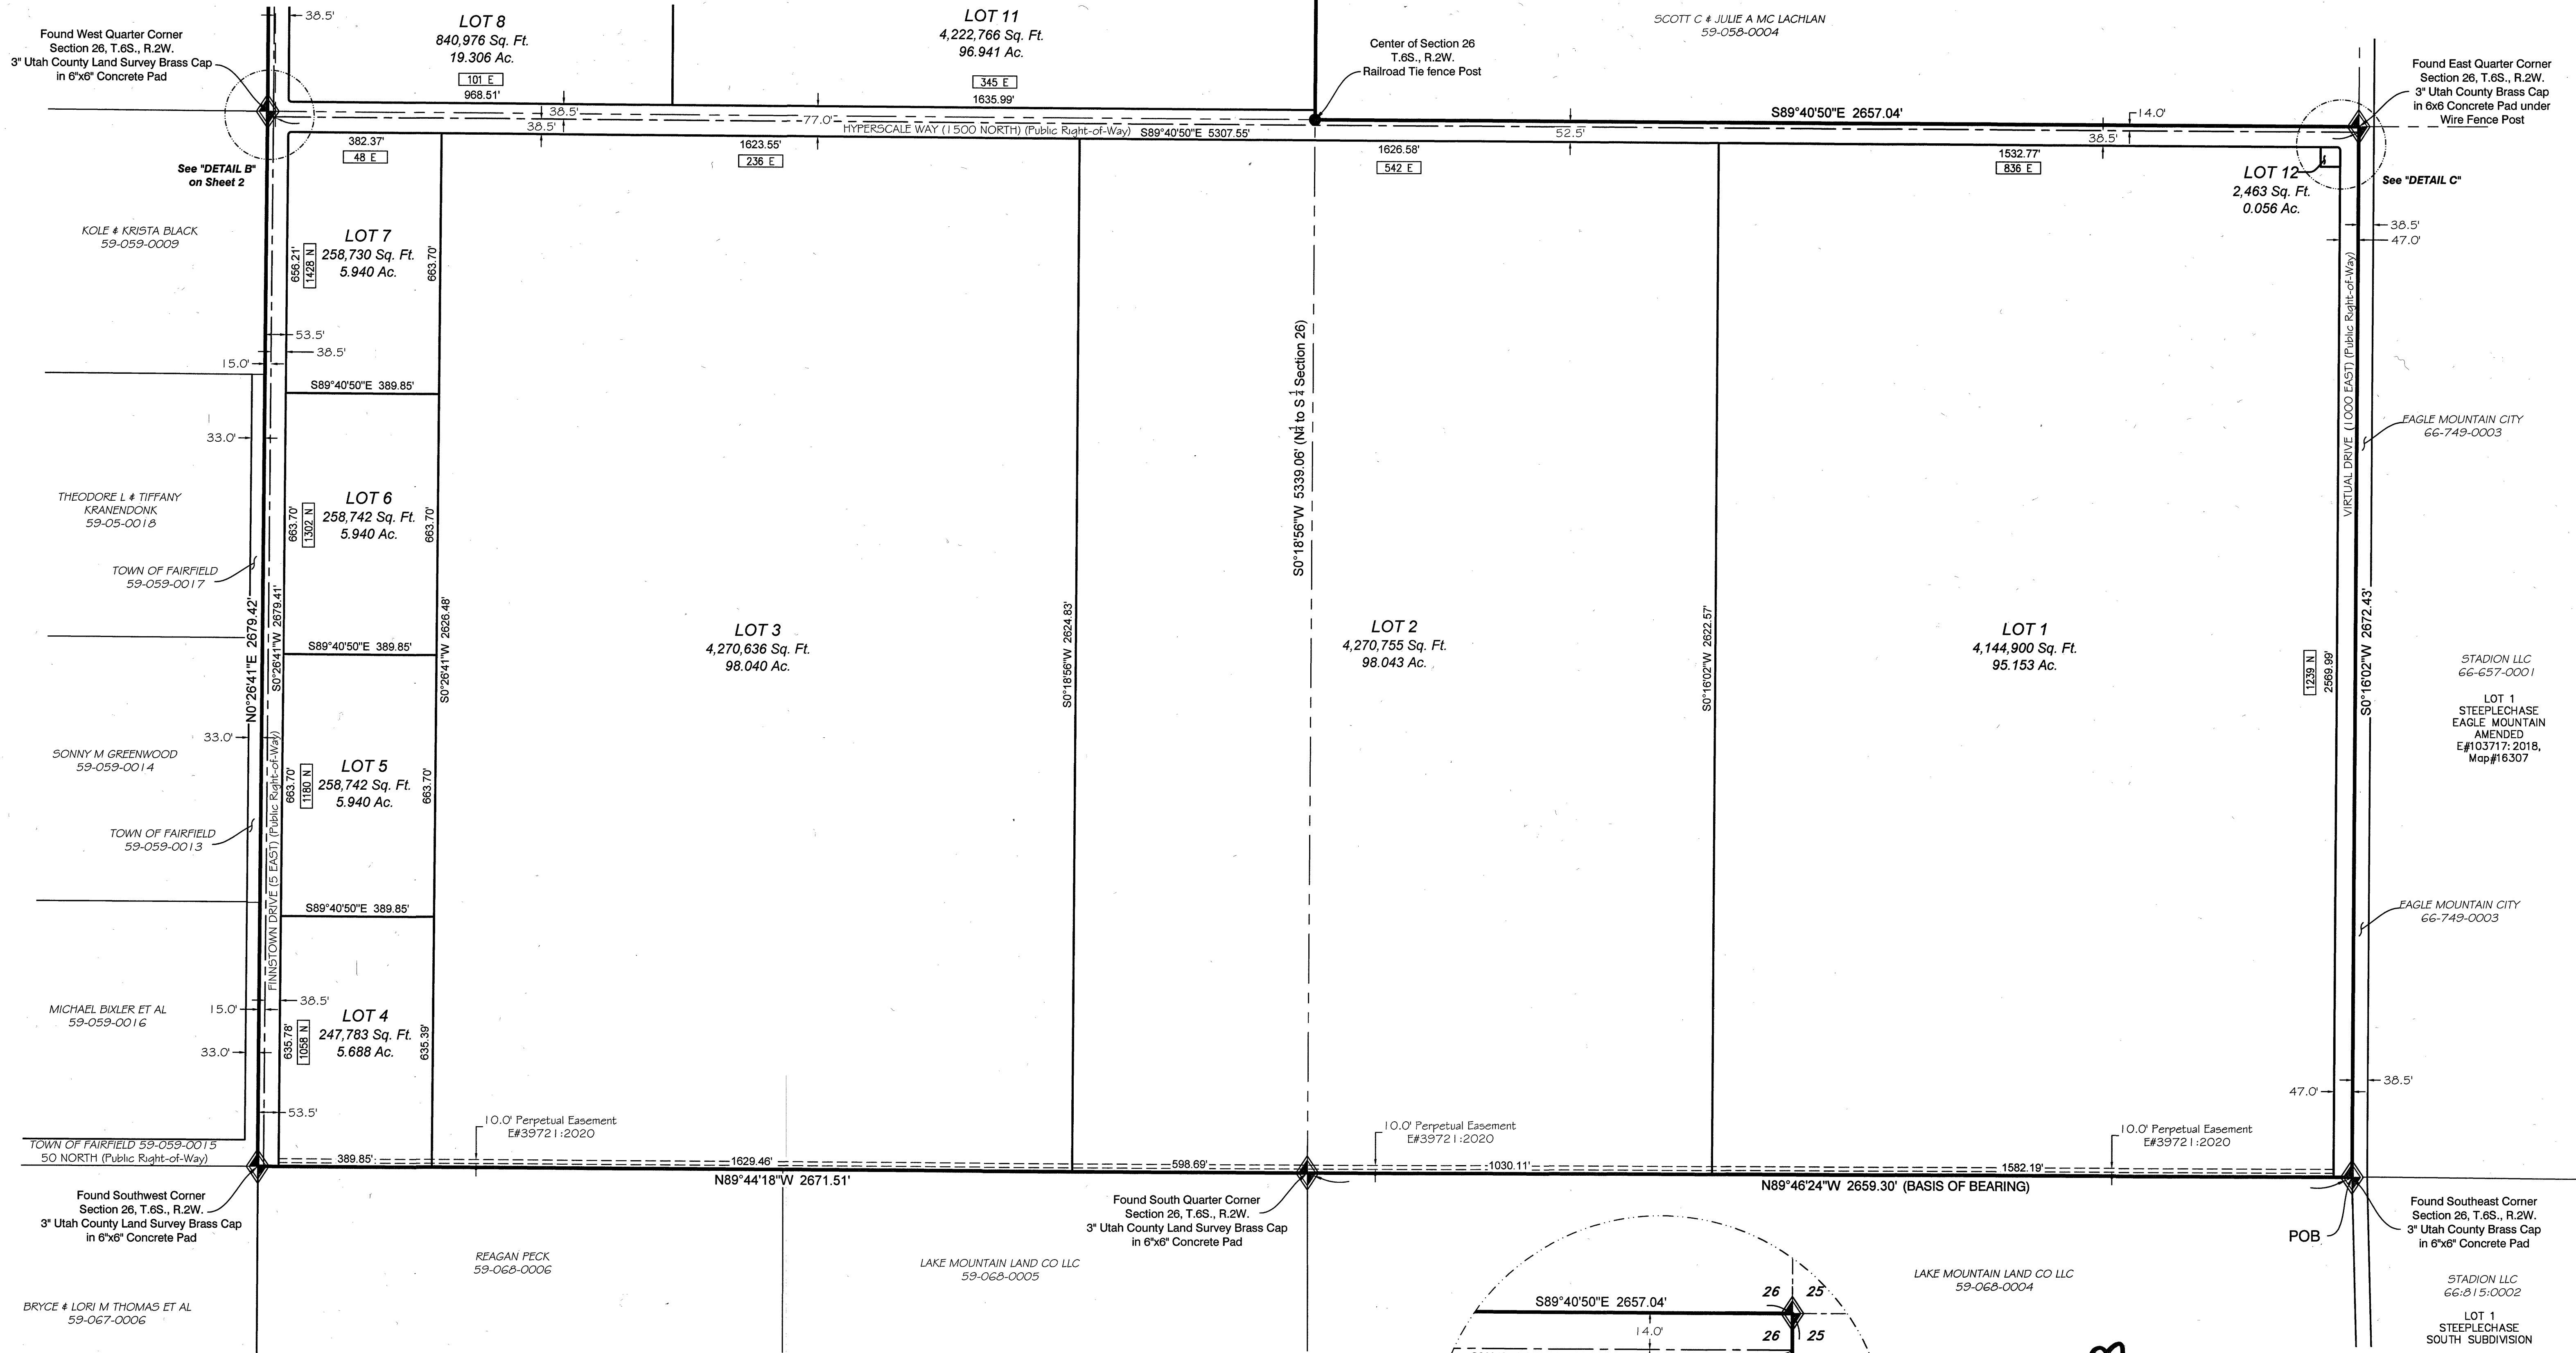 38.5'
LOT 8
840,976 Sq. Ft.
19.306 Ac.
101 E
968.51'
LOT 11
4,222,766 Sq. Ft.
96.941 Ac.
345 E
1635.99'
SCOTT C & JULIE A MC LACHLAN
59-058-0004
Found West Quarter Corner
Section 26, T.6S., R.2W.
3" Utah County Land Survey Brass Cap
in 6"x6" Concrete Pad
Center of Section 26
T.6S., R.2W.
Railroad Tie fence Post
Found East Quarter Corner
Section 26, T.6S., R.2W.
3" Utah County Brass Cap
in 6x6 Concrete Pad under
Wire Fence Post
S89°40'50"E 2657.04'
14.0'
38.5'
38.5'
77.0'
HYPERSCALE WAY (1500 NORTH) (Public Right-of-Way)
S89°40'50"E 5307.55'
52.5'
38.5'
382.37'
48 E
1623.55'
236 E
1626.58'
542 E
1532.77'
836 E
See "DETAIL B"
on Sheet 2
LOT 12
2,463 Sq. Ft.
0.056 Ac.
See "DETAIL C"
38.5'
47.0'
KOLE & KRISTA BLACK
59-059-0009
LOT 7
258,730 Sq. Ft.
5.940 Ac.
656.21'
1428 N
663.70'
53.5'
38.5'
15.0'
S89°40'50"E 389.85'
33.0'
THEODORE L & TIFFANY
KRANENDONK
59-05-0018
LOT 6
258,742 Sq. Ft.
5.940 Ac.
663.70'
1302 N
663.70'
TOWN OF FAIRFIELD
59-059-0017
N0°26'41"E 2679.42'
S0°26'41"W 2679.41'
S89°40'50"E 389.85'
S0°26'41"W 2626.48'
LOT 3
4,270,636 Sq. Ft.
98.040 Ac.
S0°18'56"W 2624.83'
S0°18'56"W 5339.06' (N1/4 to S 1/4 Section 26)
LOT 2
4,270,755 Sq. Ft.
98.043 Ac.
S0°16'02"W 2622.57'
LOT 1
4,144,900 Sq. Ft.
95.153 Ac.
1239 N
2569.99'
VIRTUAL DRIVE (1000 EAST) (Public Right-of-Way)
S0°16'02"W 2672.43'
EAGLE MOUNTAIN CITY
66-749-0003
STADION LLC
66-657-0001
LOT 1
STEEPLECHASE
EAGLE MOUNTAIN
AMENDED
E#103717:2018,
Map#16307
33.0'
SONNY M GREENWOOD
59-059-0014
FINNSTOWN DRIVE (5 EAST) (Public Right-of-Way)
LOT 5
258,742 Sq. Ft.
5.940 Ac.
663.70'
1180 N
663.70'
TOWN OF FAIRFIELD
59-059-0013
S89°40'50"E 389.85'
EAGLE MOUNTAIN CITY
66-749-0003
MICHAEL BIXLER ET AL
59-059-0016
15.0'
38.5'
33.0'
LOT 4
247,783 Sq. Ft.
5.688 Ac.
635.78'
1058 N
635.39'
53.5'
47.0'
38.5'
TOWN OF FAIRFIELD 59-059-0015
50 NORTH (Public Right-of-Way)
10.0' Perpetual Easement
E#39721:2020
10.0' Perpetual Easement
E#39721:2020
10.0' Perpetual Easement
E#39721:2020
389.85'
1629.46'
598.69'
1030.11'
1582.19'
N89°44'18"W 2671.51'
N89°46'24"W 2659.30' (BASIS OF BEARING)
Found Southwest Corner
Section 26, T.6S., R.2W.
3" Utah County Land Survey Brass Cap
in 6"x6" Concrete Pad
Found South Quarter Corner
Section 26, T.6S., R.2W.
3" Utah County Land Survey Brass Cap
in 6"x6" Concrete Pad
POB
Found Southeast Corner
Section 26, T.6S., R.2W.
3" Utah County Brass Cap
in 6"x6" Concrete Pad
REAGAN PECK
59-068-0006
LAKE MOUNTAIN LAND CO LLC
59-068-0005
LAKE MOUNTAIN LAND CO LLC
59-068-0004
BRYCE & LORI M THOMAS ET AL
59-067-0006
STADION LLC
66:815:0002
LOT 1
STEEPLECHASE
SOUTH SUBDIVISION
S89°40'50"E 2657.04'
26 25
14.0'
26 25